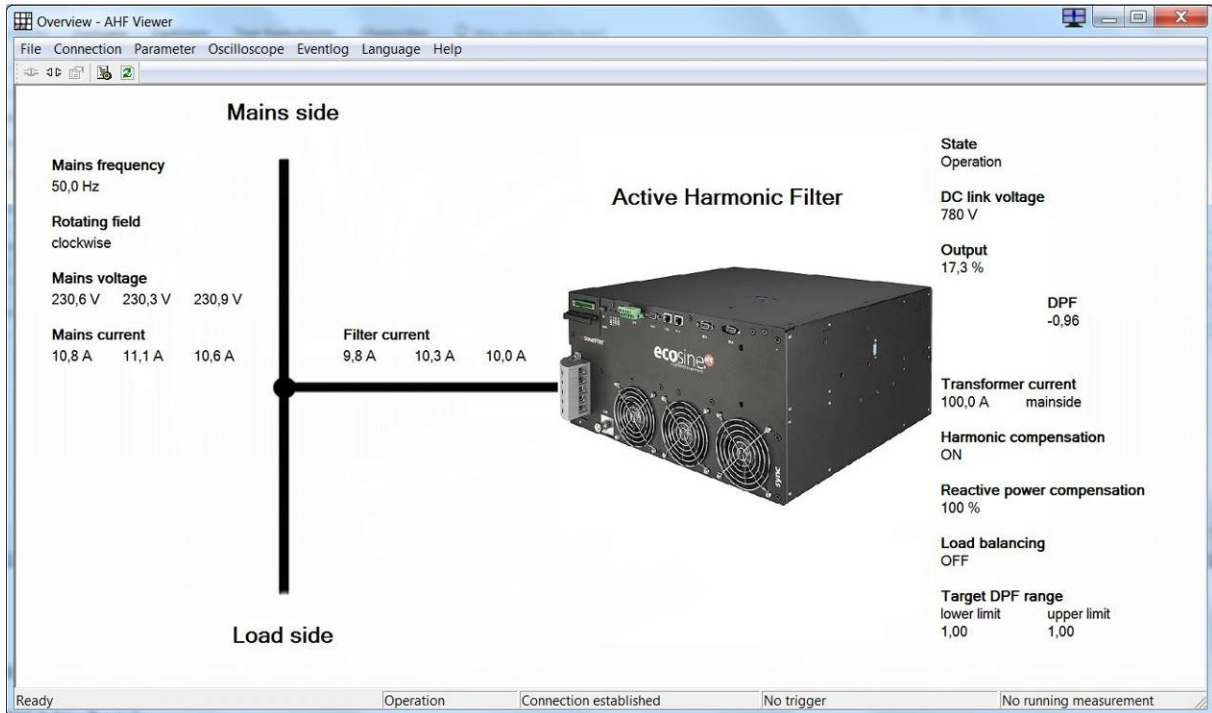 Overview - AHF Viewer
File Connection Parameter Oscilloscope Eventlog Language Help
Mains side
Mains frequency
50,0 Hz
Rotating field
clockwise
Mains voltage
230,6 V 230,3 V 230,9 V
Mains current
10,8 A 11,1 A 10,6 A
Filter current
9,8 A 10,3 A 10,0 A
Load side
Active Harmonic Filter
ecosine
sync
State
Operation
DC link voltage
780 V
Output
17,3 %
DPF
-0,96
Transformer current
100,0 A mainside
Harmonic compensation
ON
Reactive power compensation
100 %
Load balancing
OFF
Target DPF range
lower limit upper limit
1,00 1,00
Ready Operation Connection established No trigger No running measurement